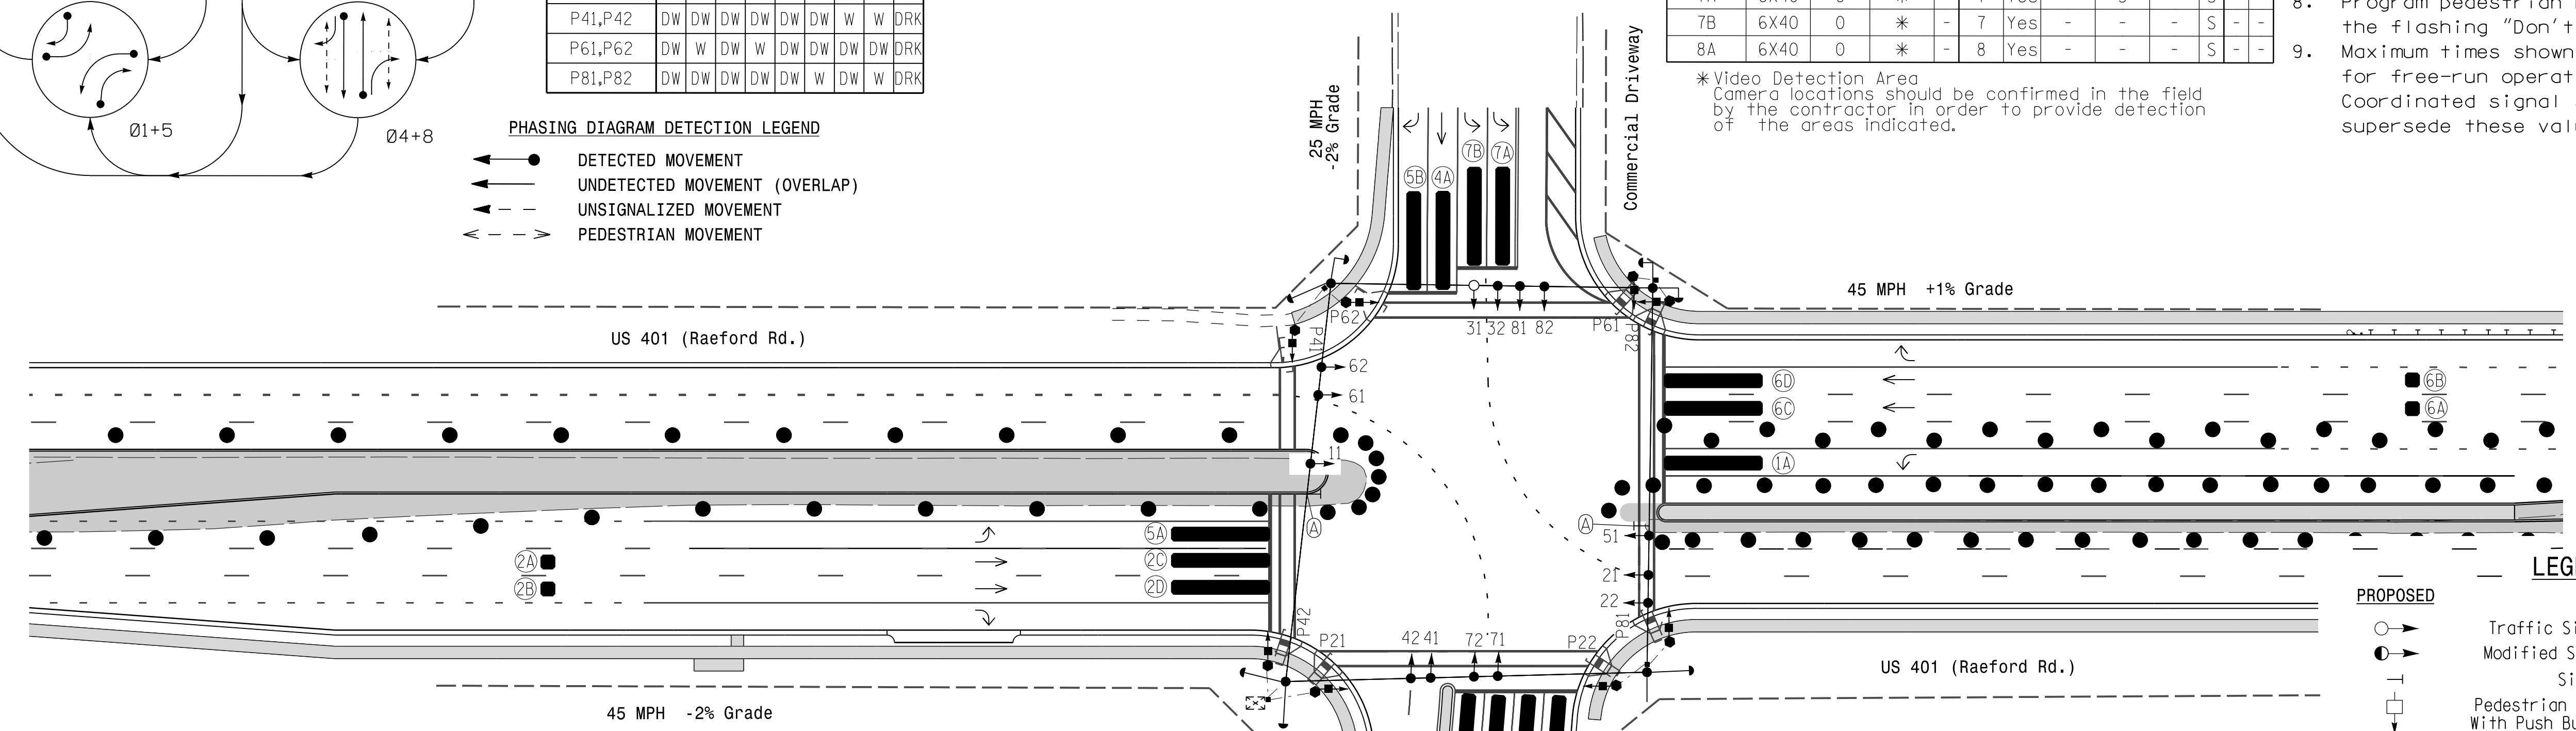 P41,P42 DW DW DW DW DW DW W W DRK
P61,P62 DW W DW W DW DW DW DW DRK
P81,P82 DW DW DW DW DW W DW W DRK
Ø1+5
Ø4+8
PHASING DIAGRAM DETECTION LEGEND
DETECTED MOVEMENT
UNDETECTED MOVEMENT (OVERLAP)
UNSIGNALIZED MOVEMENT
PEDESTRIAN MOVEMENT
7B 6X40 0 * - 7 Yes - - - S - -
8A 6X40 0 * - 8 Yes - - - S - -
* Video Detection Area
Camera locations should be confirmed in the field
by the contractor in order to provide detection
of the areas indicated.
8. Program pedestrian
the flashing "Don't
9. Maximum times shown
for free-run operat
Coordinated signal
supersede these val
25 MPH
-2% Grade
Commercial Driveway
5B 4A 7B 7A
45 MPH +1% Grade
US 401 (Raeford Rd.)
P62
P41
31 32 81 82
P61
P82
62
61
11
A
6D
6C
1A
6B
6A
5A
2C
2D
2A
2B
A
51
21
22
P42
P21
42 41 72 71
P22
P81
US 401 (Raeford Rd.)
45 MPH -2% Grade
LEG
PROPOSED
Traffic Si
Modified S
Si
Pedestrian
With Push Bu